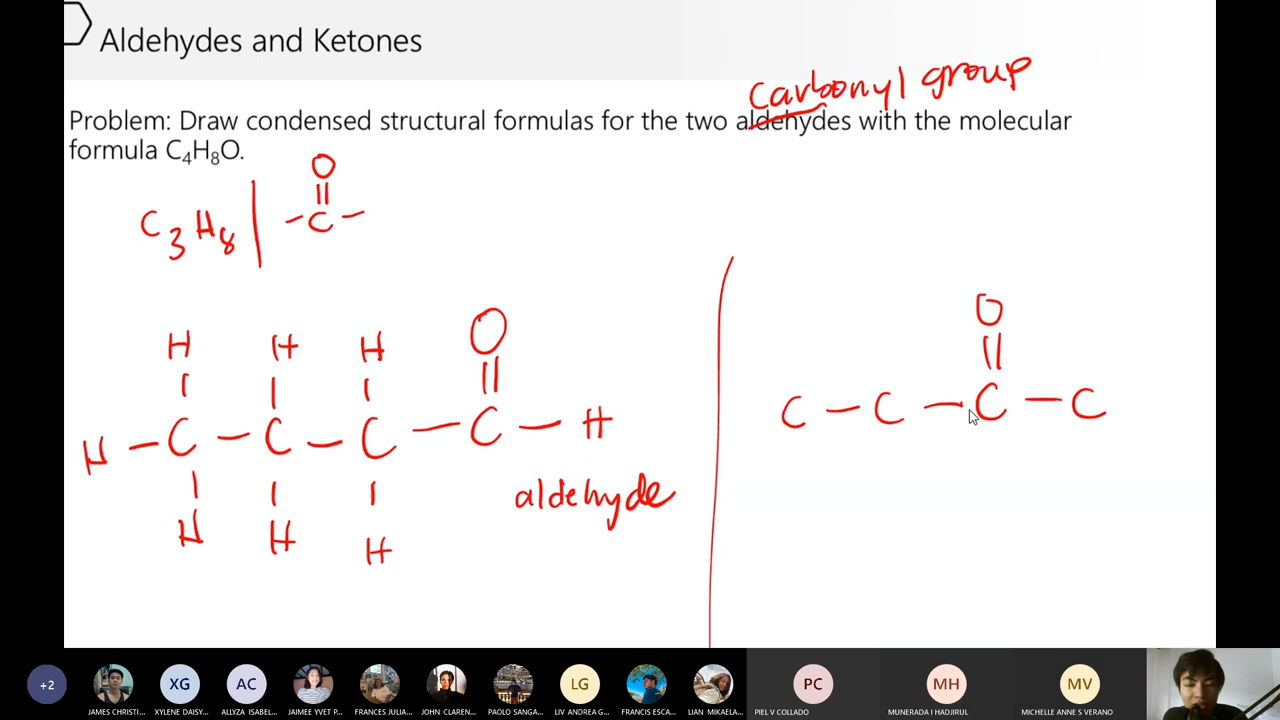 Aldehydes and Ketones
Carbonyl group
Problem: Draw condensed structural formulas for the two aldehydes with the molecular
formula C₄H₈O.
O
||
C₃H₈ | – C –
H H H O
| | | ||
H – C – C – C – C – H
| | |
H H H
aldehyde
O
||
C – C – C – C
+2
XG
AC
LG
PC
MH
MV
JAMES CHRISTI...
XYLENE DAISY...
ALLYZA ISABEL...
JAIMEE YVET P...
FRANCES JULIA...
JOHN CLAREN...
PAOLO SANGA...
LIV ANDREA G...
FRANCIS ESCA...
LIAN MIKAELA...
PIEL V COLLADO
MUNERADA I HADJIRUL
MICHELLE ANNE S VERANO